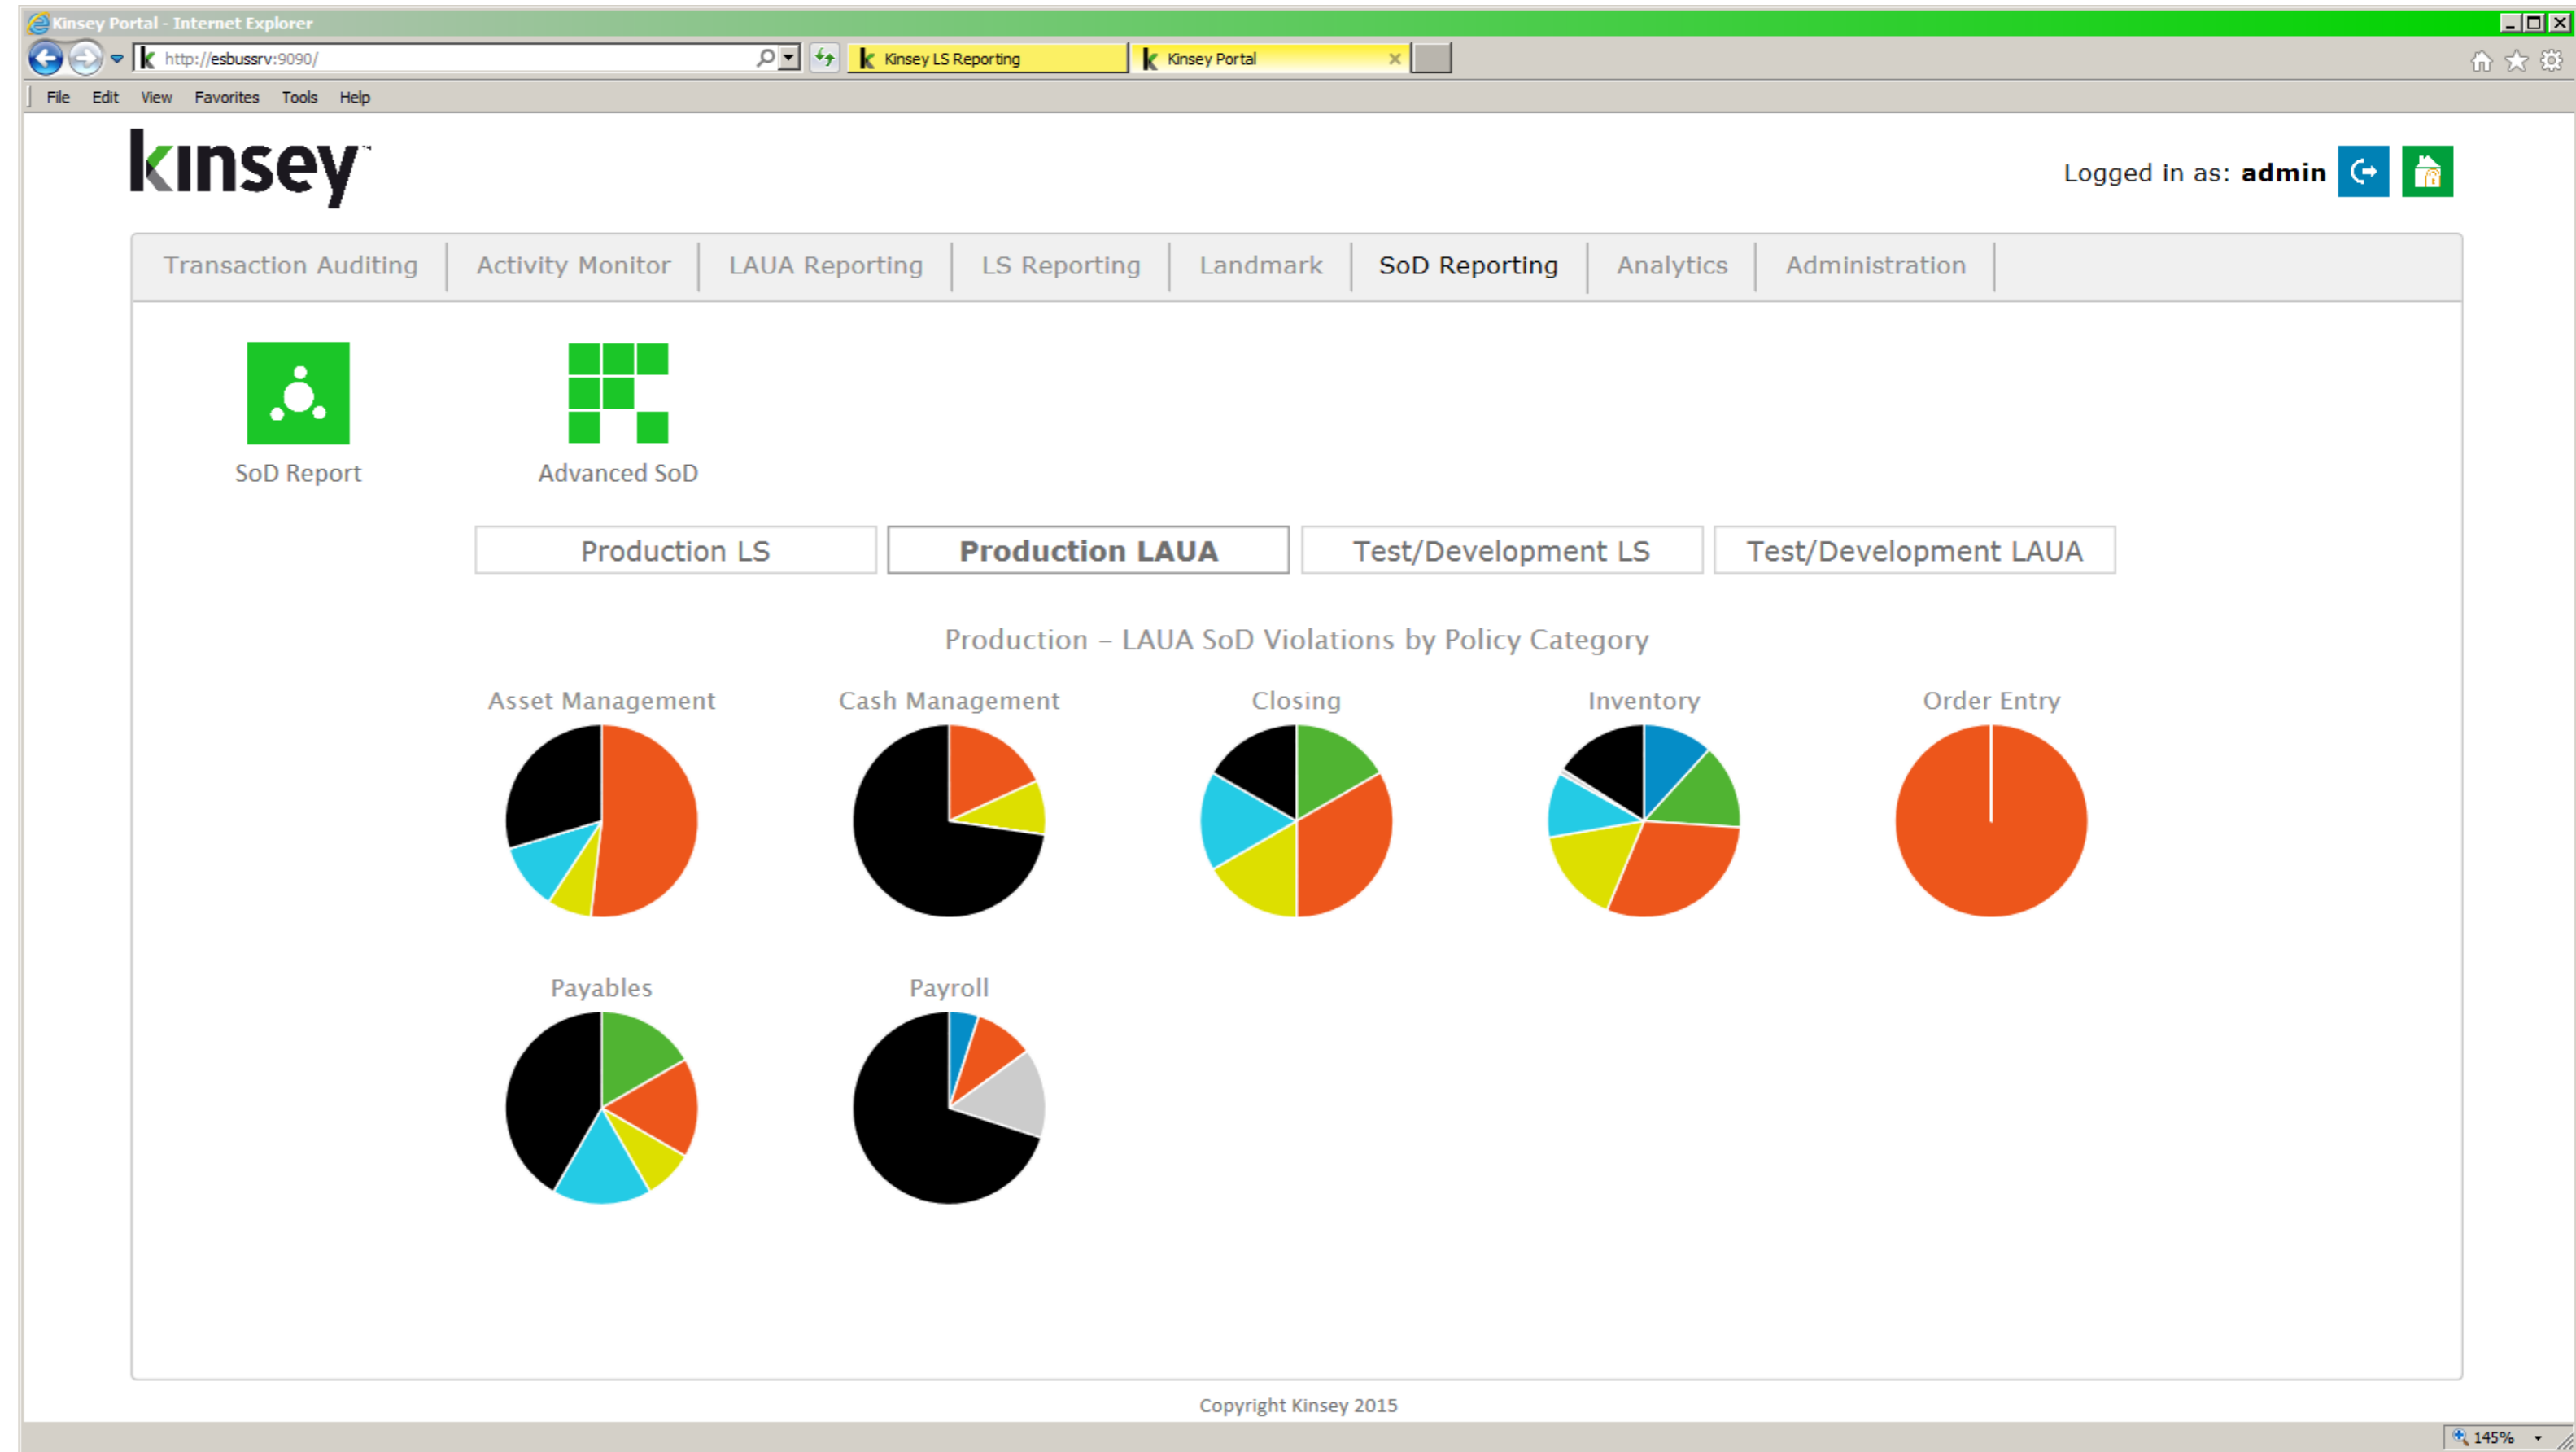 Kinsey Portal - Internet Explorer
http://esbussrv:9090/
Kinsey LS Reporting
Kinsey Portal
File Edit View Favorites Tools Help
kinsey™
Logged in as: admin
Transaction Auditing Activity Monitor LAUA Reporting LS Reporting Landmark SoD Reporting Analytics Administration
SoD Report Advanced SoD
Production LS Production LAUA Test/Development LS Test/Development LAUA
Production – LAUA SoD Violations by Policy Category
Asset Management Cash Management Closing Inventory Order Entry
Payables Payroll
Copyright Kinsey 2015
145%